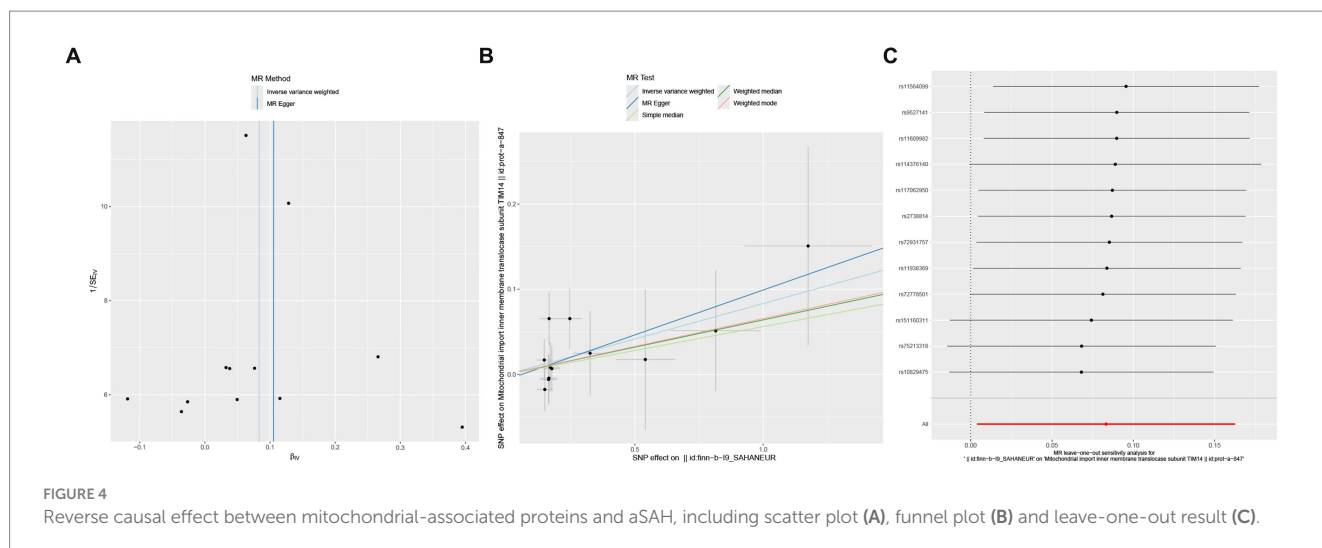 A
MR Method
Inverse variance weighted
MR Egger
1/SE_IV
10
8
6
−0.1
0.0
0.1
0.2
0.3
0.4
β_IV
B
MR Test
Inverse variance weighted
MR Egger
Simple median
Weighted median
Weighted mode
SNP effect on Mitochondrial import inner membrane translocase subunit TIM14 || id:prot−a−847
0.2
0.1
0.0
0.5
1.0
SNP effect on || id:finn−b−I9_SAHANEUR
C
rs11564099
rs9527141
rs11609982
rs114376140
rs117062950
rs2738814
rs72931757
rs11938369
rs72778501
rs151160311
rs75213318
rs10829475
All
0.00
0.05
0.10
0.15
MR leave−one−out sensitivity analysis for
' || id:finn−b−I9_SAHANEUR' on 'Mitochondrial import inner membrane translocase subunit TIM14 || id:prot−a−847'
FIGURE 4
Reverse causal effect between mitochondrial-associated proteins and aSAH, including scatter plot (A), funnel plot (B) and leave-one-out result (C).